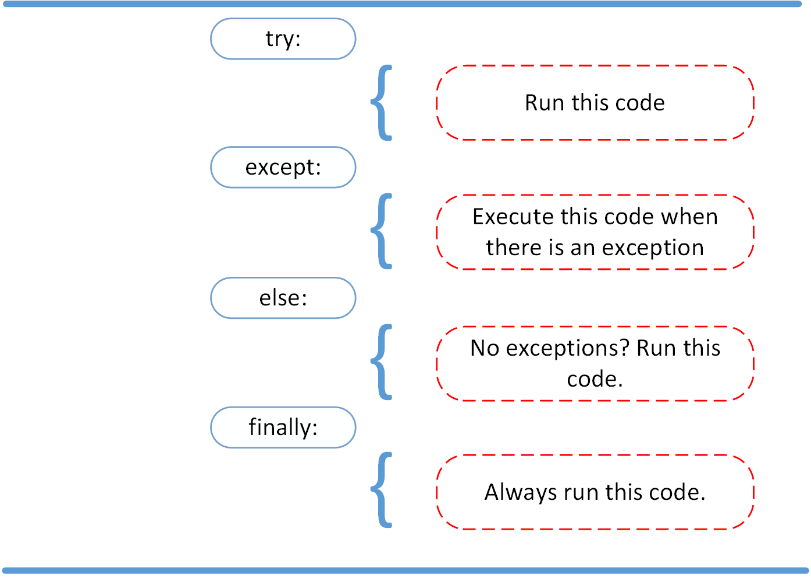 try:
Run this code
except:
Execute this code when
there is an exception
else:
No exceptions? Run this
code.
finally:
Always run this code.